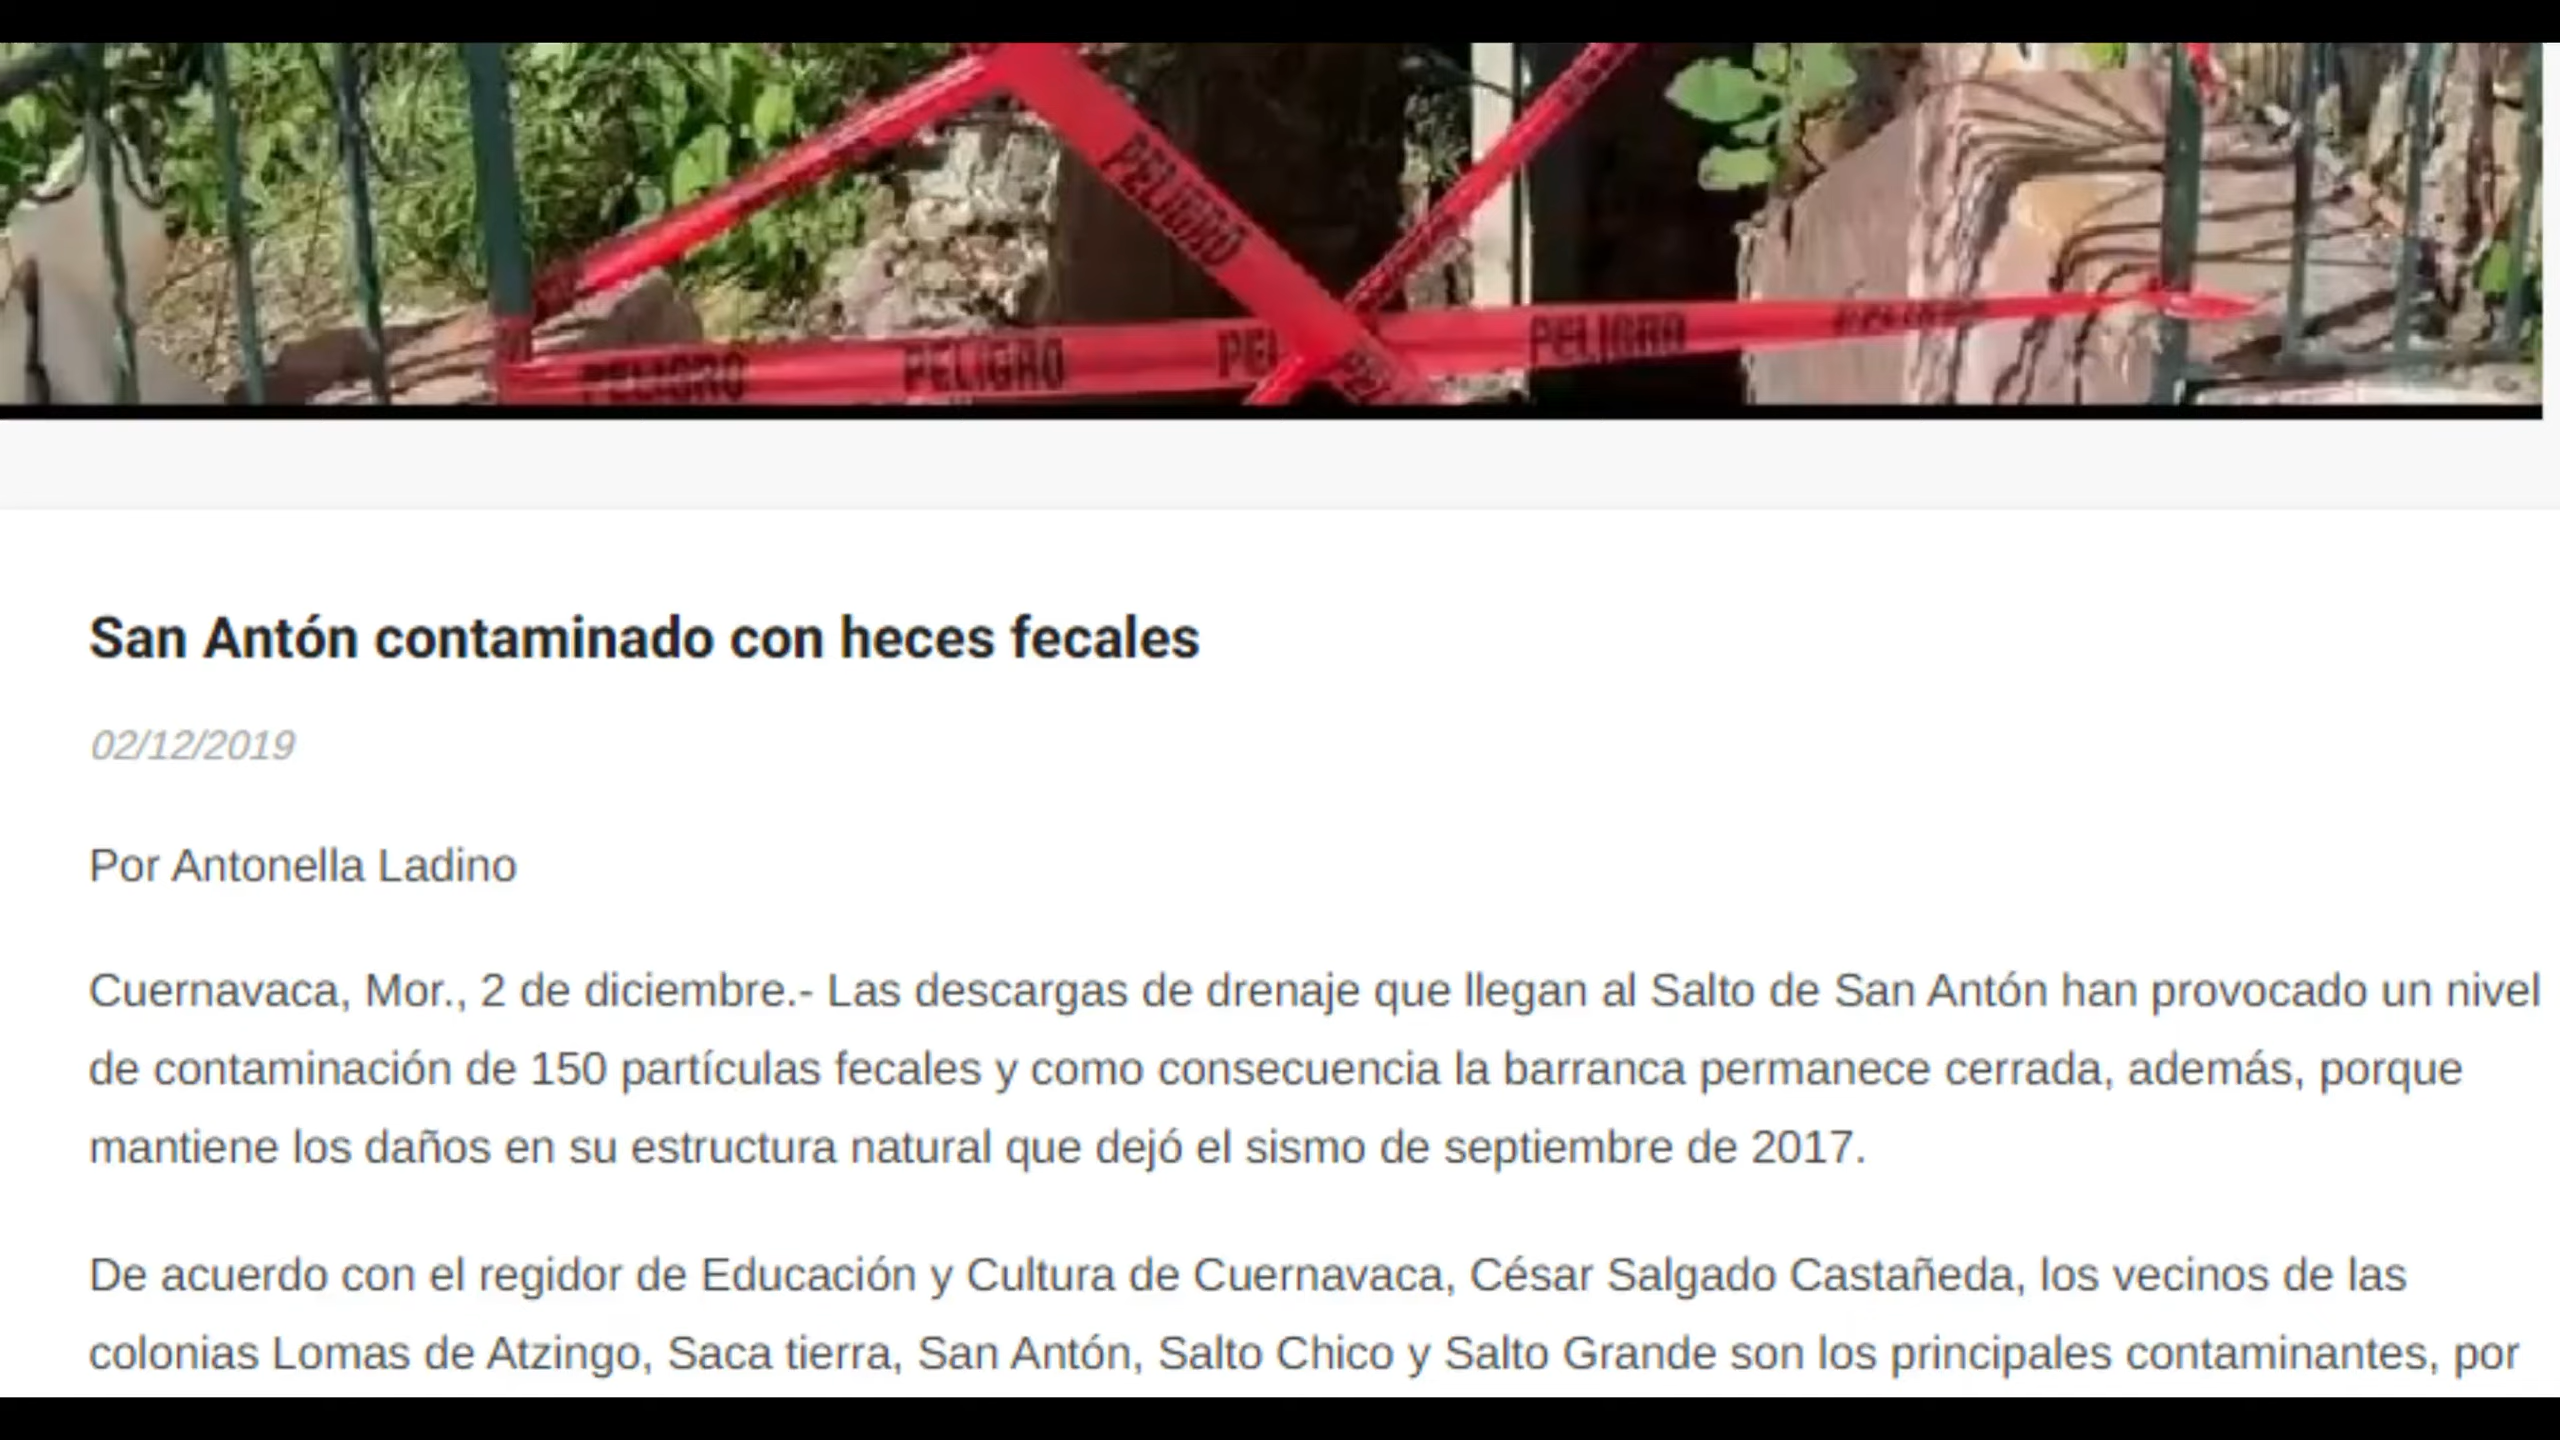 PELIGRO
PELIGRO PELIGRO PEL PEL PELIGRO
San Antón contaminado con heces fecales
02/12/2019
Por Antonella Ladino
Cuernavaca, Mor., 2 de diciembre.- Las descargas de drenaje que llegan al Salto de San Antón han provocado un nivel
de contaminación de 150 partículas fecales y como consecuencia la barranca permanece cerrada, además, porque
mantiene los daños en su estructura natural que dejó el sismo de septiembre de 2017.
De acuerdo con el regidor de Educación y Cultura de Cuernavaca, César Salgado Castañeda, los vecinos de las
colonias Lomas de Atzingo, Saca tierra, San Antón, Salto Chico y Salto Grande son los principales contaminantes, por